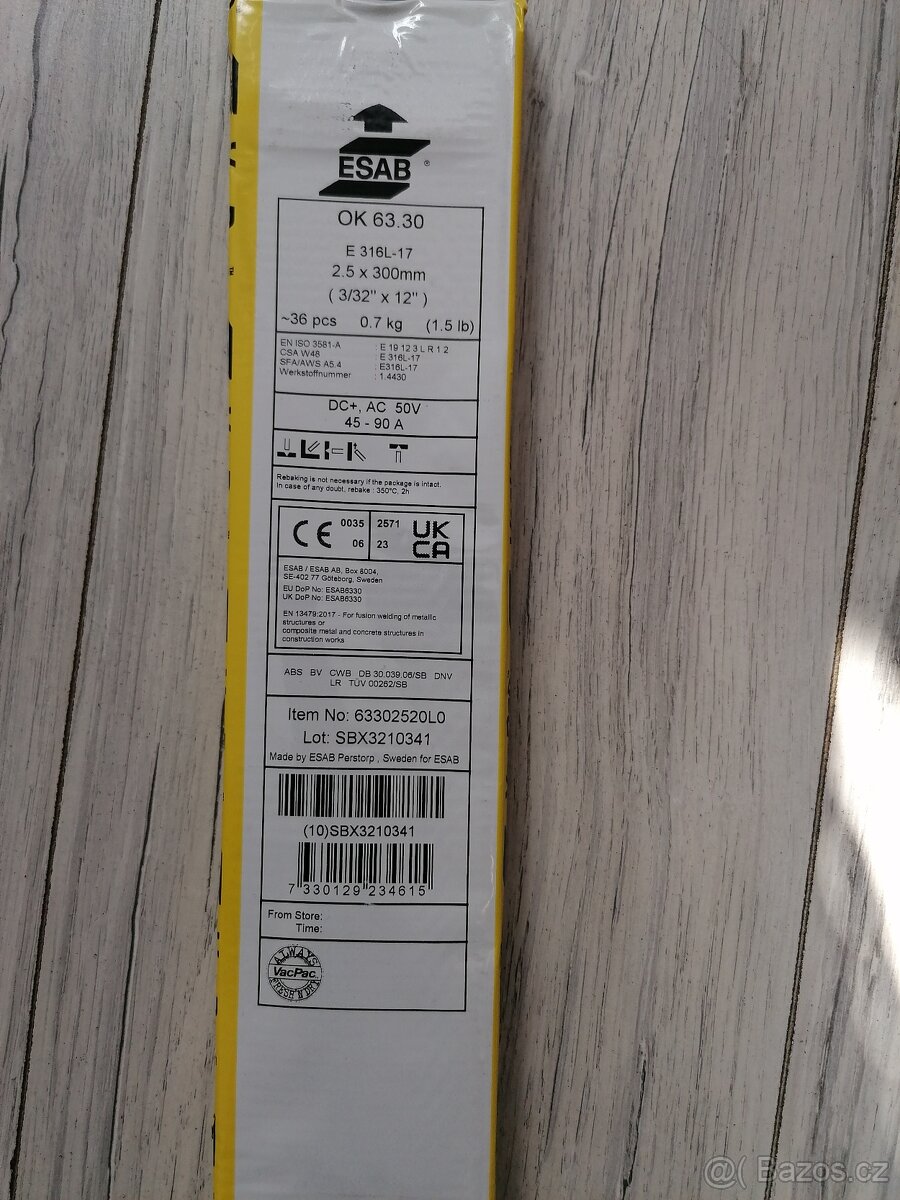 ESAB ®
OK 63.30
E 316L-17
2.5 x 300mm
( 3/32" x 12" )
~36 pcs 0.7 kg (1.5 lb)
EN ISO 3581-A : E 19 12 3 L R 1 2
CSA W48 : E 316L-17
SFA/AWS A5.4 : E316L-17
Werkstoffnummer : 1.4430
DC+, AC 50V
45 - 90 A
Rebaking is not necessary if the package is intact.
In case of any doubt, rebake : 350°C, 2h
CE 0035 06
2571 23 UK CA
ESAB / ESAB AB, Box 8004,
SE-402 77 Göteborg, Sweden
EU DoP No: ESAB6330
UK DoP No: ESAB6330
EN 13479:2017 - For fusion welding of metallic
structures or
composite metal and concrete structures in
construction works
ABS BV CWB DB 30.039.06/SB DNV
LR TÜV 00262/SB
Item No: 63302520L0
Lot: SBX3210341
Made by ESAB Perstorp , Sweden for ESAB
(10)SBX3210341
7 330129 234615
From Store:
Time:
ALWAYS
VacPac
FRESH'N DRY
@( Bazos.cz